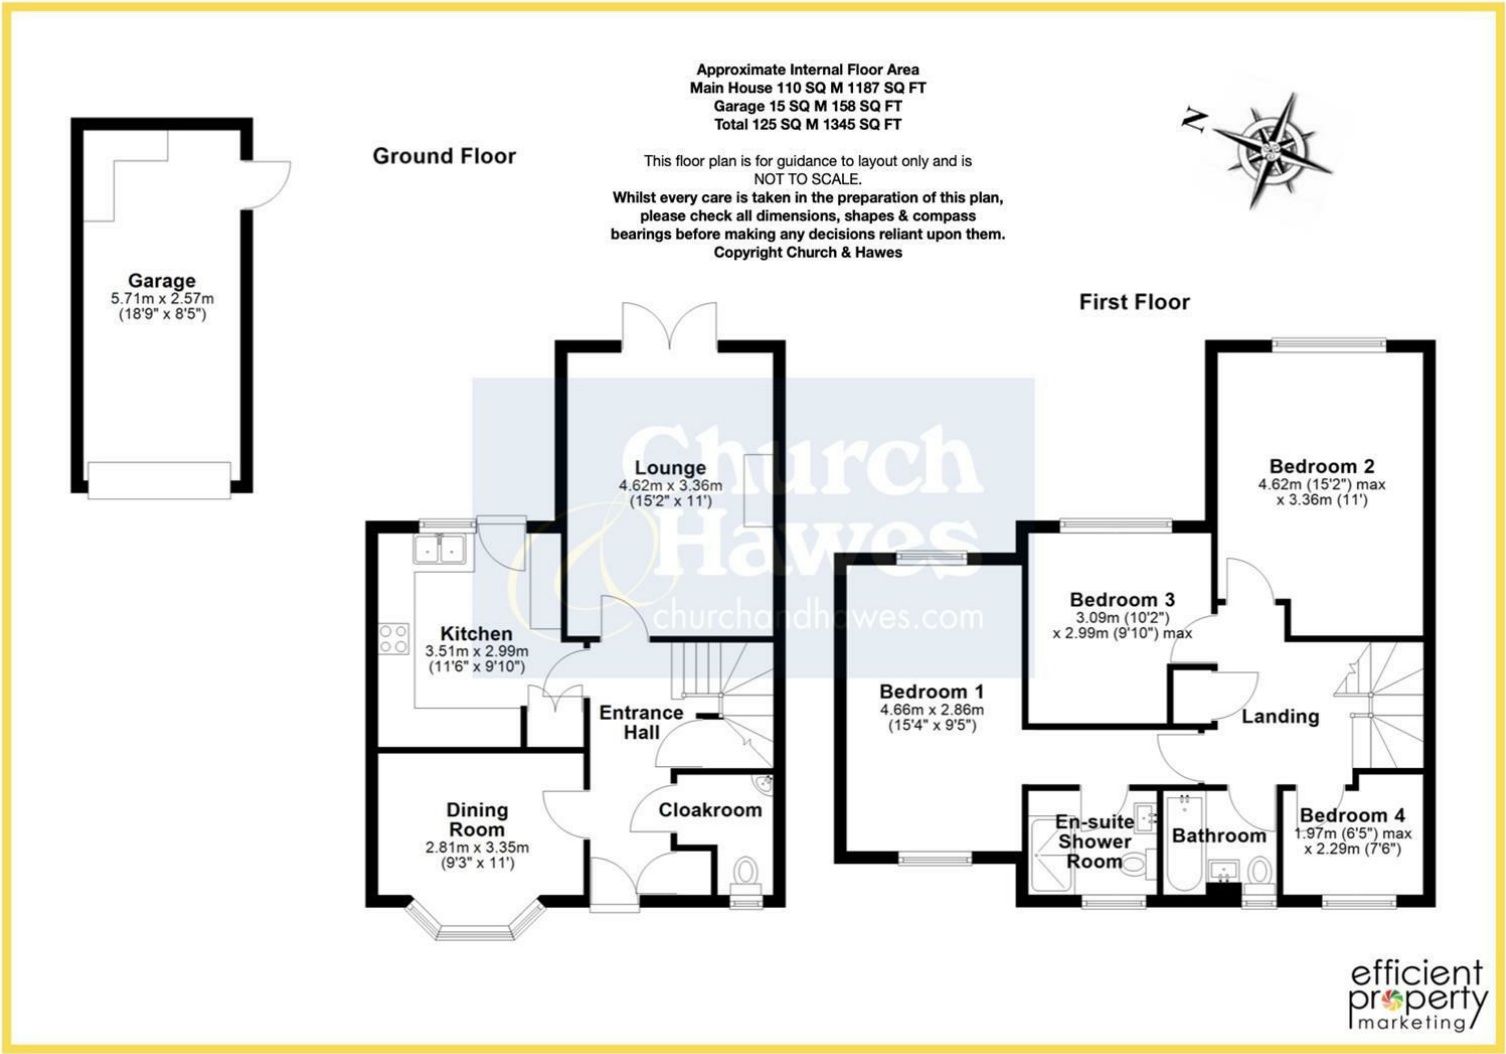 Approximate Internal Floor Area
Main House 110 SQ M 1187 SQ FT
Garage 15 SQ M 158 SQ FT
Total 125 SQ M 1345 SQ FT
This floor plan is for guidance to layout only and is
NOT TO SCALE.
Whilst every care is taken in the preparation of this plan,
please check all dimensions, shapes & compass
bearings before making any decisions reliant upon them.
Copyright Church & Hawes
N
Ground Floor
Garage
5.71m x 2.57m
(18'9" x 8'5")
Lounge
4.62m x 3.36m
(15'2" x 11')
Kitchen
3.51m x 2.99m
(11'6" x 9'10")
Entrance
Hall
Dining
Room
2.81m x 3.35m
(9'3" x 11')
Cloakroom
First Floor
Bedroom 2
4.62m (15'2") max
x 3.36m (11')
Bedroom 3
3.09m (10'2")
x 2.99m (9'10") max
Bedroom 1
4.66m x 2.86m
(15'4" x 9'5")
Landing
En-suite
Shower
Room
Bathroom
Bedroom 4
1.97m (6'5") max
x 2.29m (7'6")
Church
& Hawes
churchandhawes.com
efficient
property
marketing